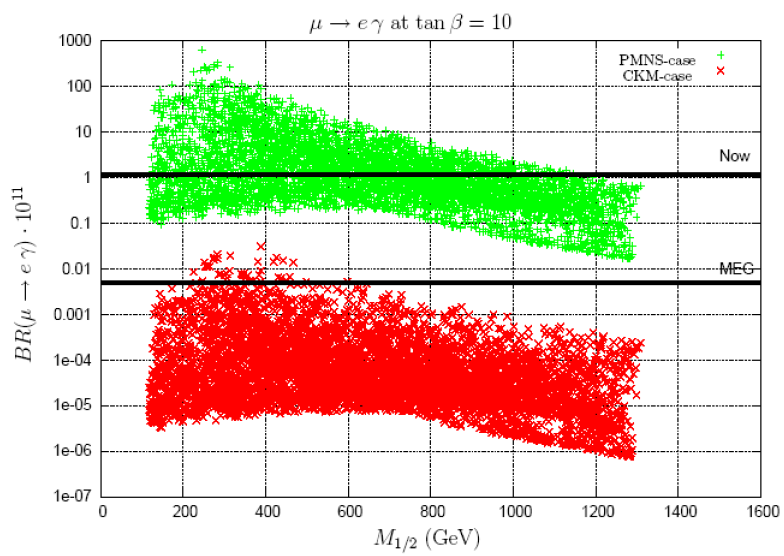 μ → e γ at tan β = 10
1000
100
10
1
0.1
0.01
0.001
1e-04
1e-05
1e-06
1e-07
PMNS-case
CKM-case
Now
MEG
BR(μ → e γ) · 10¹¹
0 200 400 600 800 1000 1200 1400 1600
M₁/₂ (GeV)